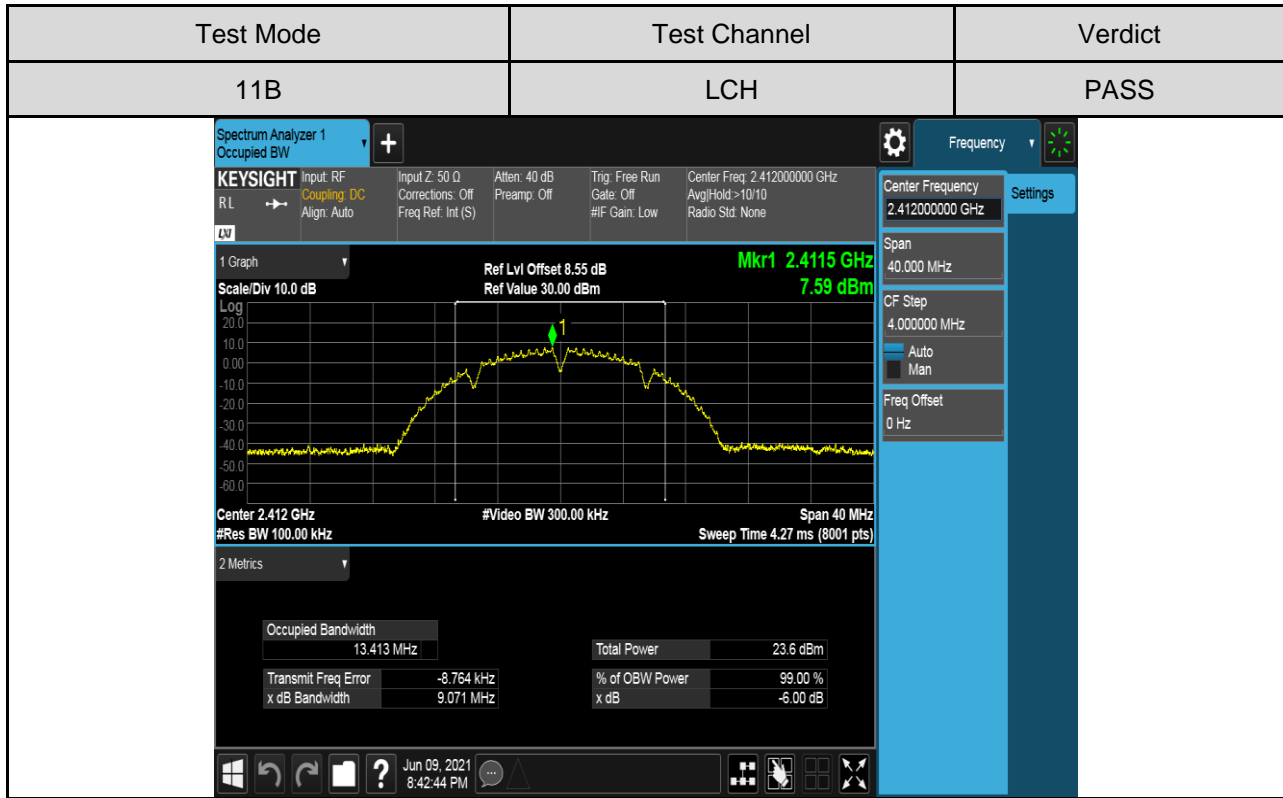 Test Mode Test Channel Verdict
11B LCH PASS
Spectrum Analyzer 1
Occupied BW
+
Frequency
KEYSIGHT Input: RF Input Z: 50 Ω Atten: 40 dB Trig: Free Run Center Freq: 2.412000000 GHz
RL Coupling: DC Corrections: Off Preamp: Off Gate: Off Avg|Hold:>10/10
Align: Auto Freq Ref: Int (S) #IF Gain: Low Radio Std: None
LXI
Center Frequency
2.412000000 GHz
Settings
Span
40.000 MHz
CF Step
4.000000 MHz
Auto
Man
Freq Offset
0 Hz
1 Graph
Ref Lvl Offset 8.55 dB
Mkr1 2.4115 GHz
Scale/Div 10.0 dB Ref Value 30.00 dBm 7.59 dBm
Log
20.0
1
10.0
0.00
-10.0
-20.0
-30.0
-40.0
-50.0
-60.0
Center 2.412 GHz #Video BW 300.00 kHz Span 40 MHz
#Res BW 100.00 kHz Sweep Time 4.27 ms (8001 pts)
2 Metrics
Occupied Bandwidth
13.413 MHz Total Power 23.6 dBm
Transmit Freq Error -8.764 kHz % of OBW Power 99.00 %
x dB Bandwidth 9.071 MHz x dB -6.00 dB
?
Jun 09, 2021
8:42:44 PM